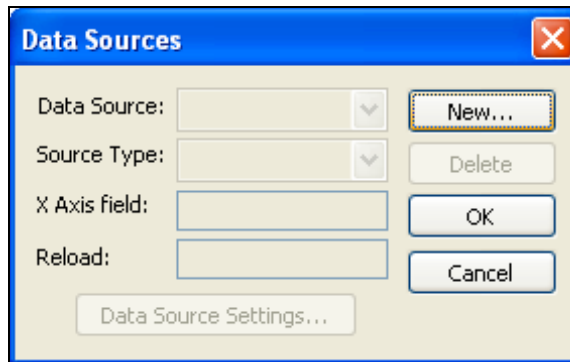 Data Sources
Data Source:
New...
Source Type:
Delete
X Axis field:
OK
Reload:
Cancel
Data Source Settings...